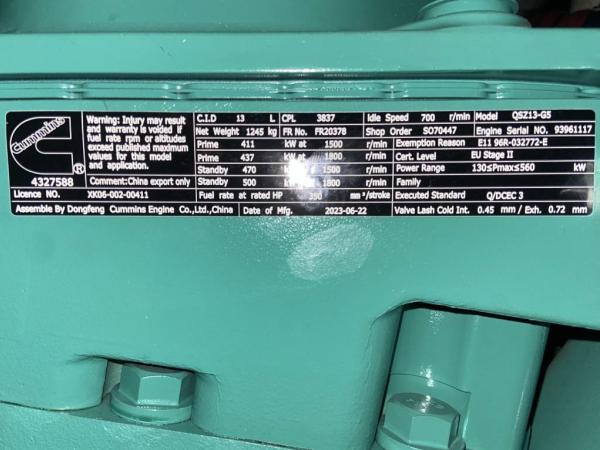 Cummins
4327588
Licence NO. XK06-002-00411
Assemble By Dongfeng Cummins Engine Co.,Ltd.,China
Warning: Injury may result
and warranty is voided if
fuel rate rpm or altitudes
exceed published maximum
values for this model
and application.
Comment:China export only
C.I.D 13 L CPL 3837 Idle Speed 700 r/min Model QSZ13-G5
Net Weight 1245 kg FR No. FR20378 Shop Order SO70447 Engine Serial NO. 93961117
Prime 411 kW at 1500 r/min Exemption Reason E11 96R-032772-E
Prime 437 kW at 1800 r/min Cert. Level EU Stage II
Standby 470 kW at 1500 r/min Power Range 130≤Pmax≤560 kW
Standby 500 kW at 1800 r/min Family
Fuel rate at rated HP 350 mm³/stroke Executed Standard Q/DCEC 3
Date of Mfg. 2023-06-22 Valve Lash Cold Int. 0.45 mm / Exh. 0.72 mm